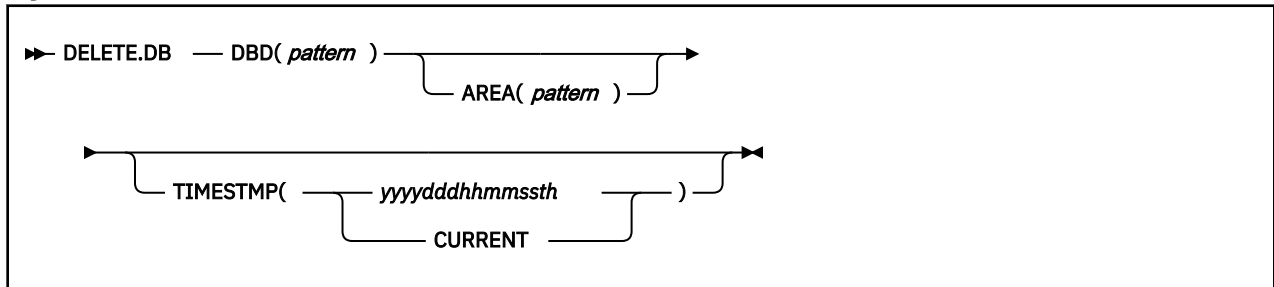 DELETE.DB DBD( pattern )
AREA( pattern )
TIMESTMP( yyyydddhhmmssth )
CURRENT